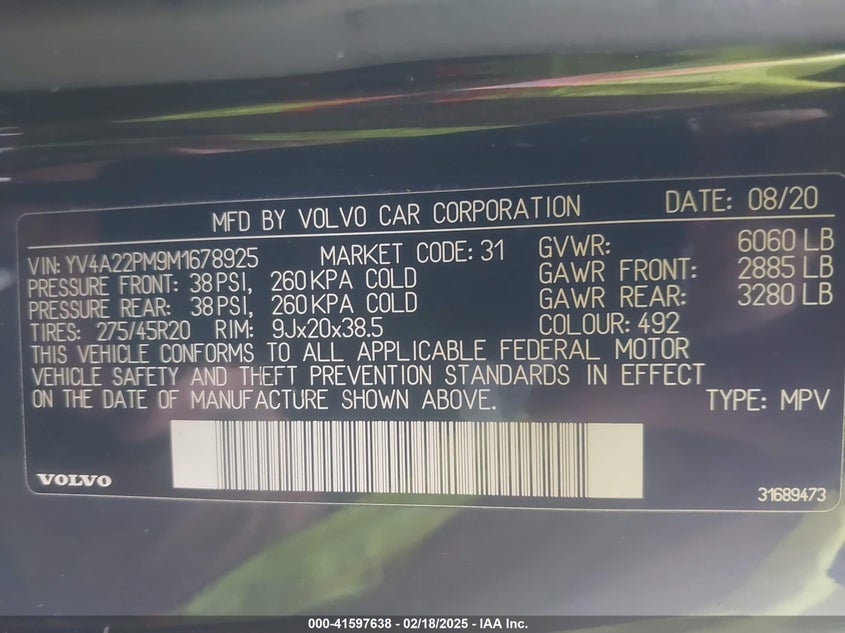 MFD BY VOLVO CAR CORPORATION DATE: 08/20
VIN: YV4A22PM9M1678925 MARKET CODE: 31 GVWR: 6060 LB
PRESSURE FRONT: 38 PSI, 260 KPA COLD GAWR FRONT: 2885 LB
PRESSURE REAR: 38 PSI, 260 KPA COLD GAWR REAR: 3280 LB
TIRES: 275/45R20 RIM: 9Jx20x38.5 COLOUR: 492
THIS VEHICLE CONFORMS TO ALL APPLICABLE FEDERAL MOTOR
VEHICLE SAFETY AND THEFT PREVENTION STANDARDS IN EFFECT
ON THE DATE OF MANUFACTURE SHOWN ABOVE. TYPE: MPV
VOLVO 31689473
000-41597638 - 02/18/2025 - IAA Inc.